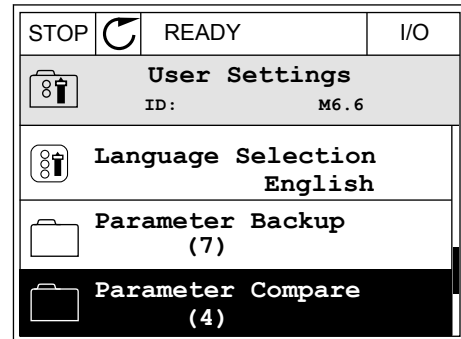 STOP READY I/O
User Settings
ID: M6.6
Language Selection
English
Parameter Backup
(7)
Parameter Compare
(4)